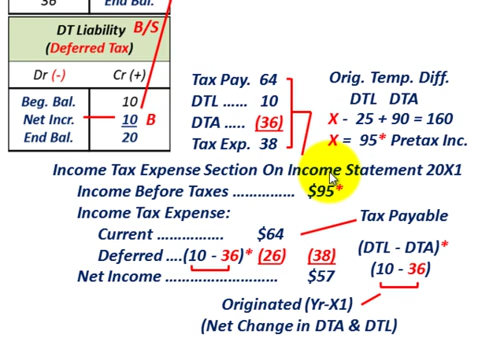 36 End Bal.
DT Liability B/S
(Deferred Tax)
Dr (-) Cr (+)
Beg. Bal. 10
Net Incr. 10 B
End Bal. 20
Tax Pay. 64
DTL ...... 10
DTA ..... (36)
Tax Exp. 38
Orig. Temp. Diff.
DTL DTA
X - 25 + 90 = 160
X = 95* Pretax Inc.
Income Tax Expense Section On Income Statement 20X1
Income Before Taxes .............. $95*
Income Tax Expense:
Current ................. $64
Tax Payable
Deferred ....(10 - 36)* (26) (38)
(DTL - DTA)*
Net Income ........................... $57
(10 - 36)
Originated (Yr-X1)
(Net Change in DTA & DTL)